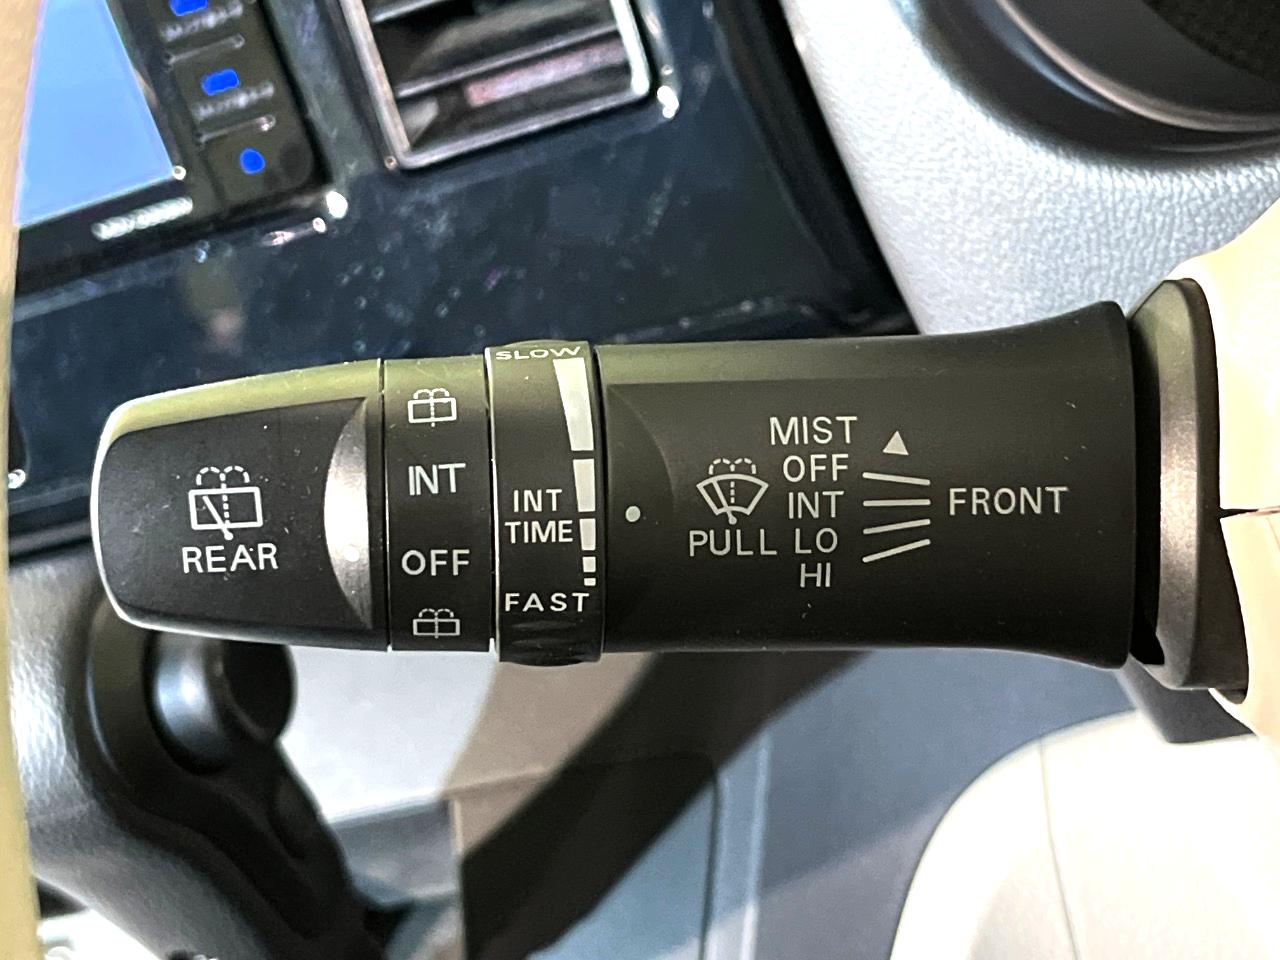 REAR
INT
OFF
SLOW
INT
TIME
FAST
MIST
OFF
INT
PULL LO
HI
FRONT